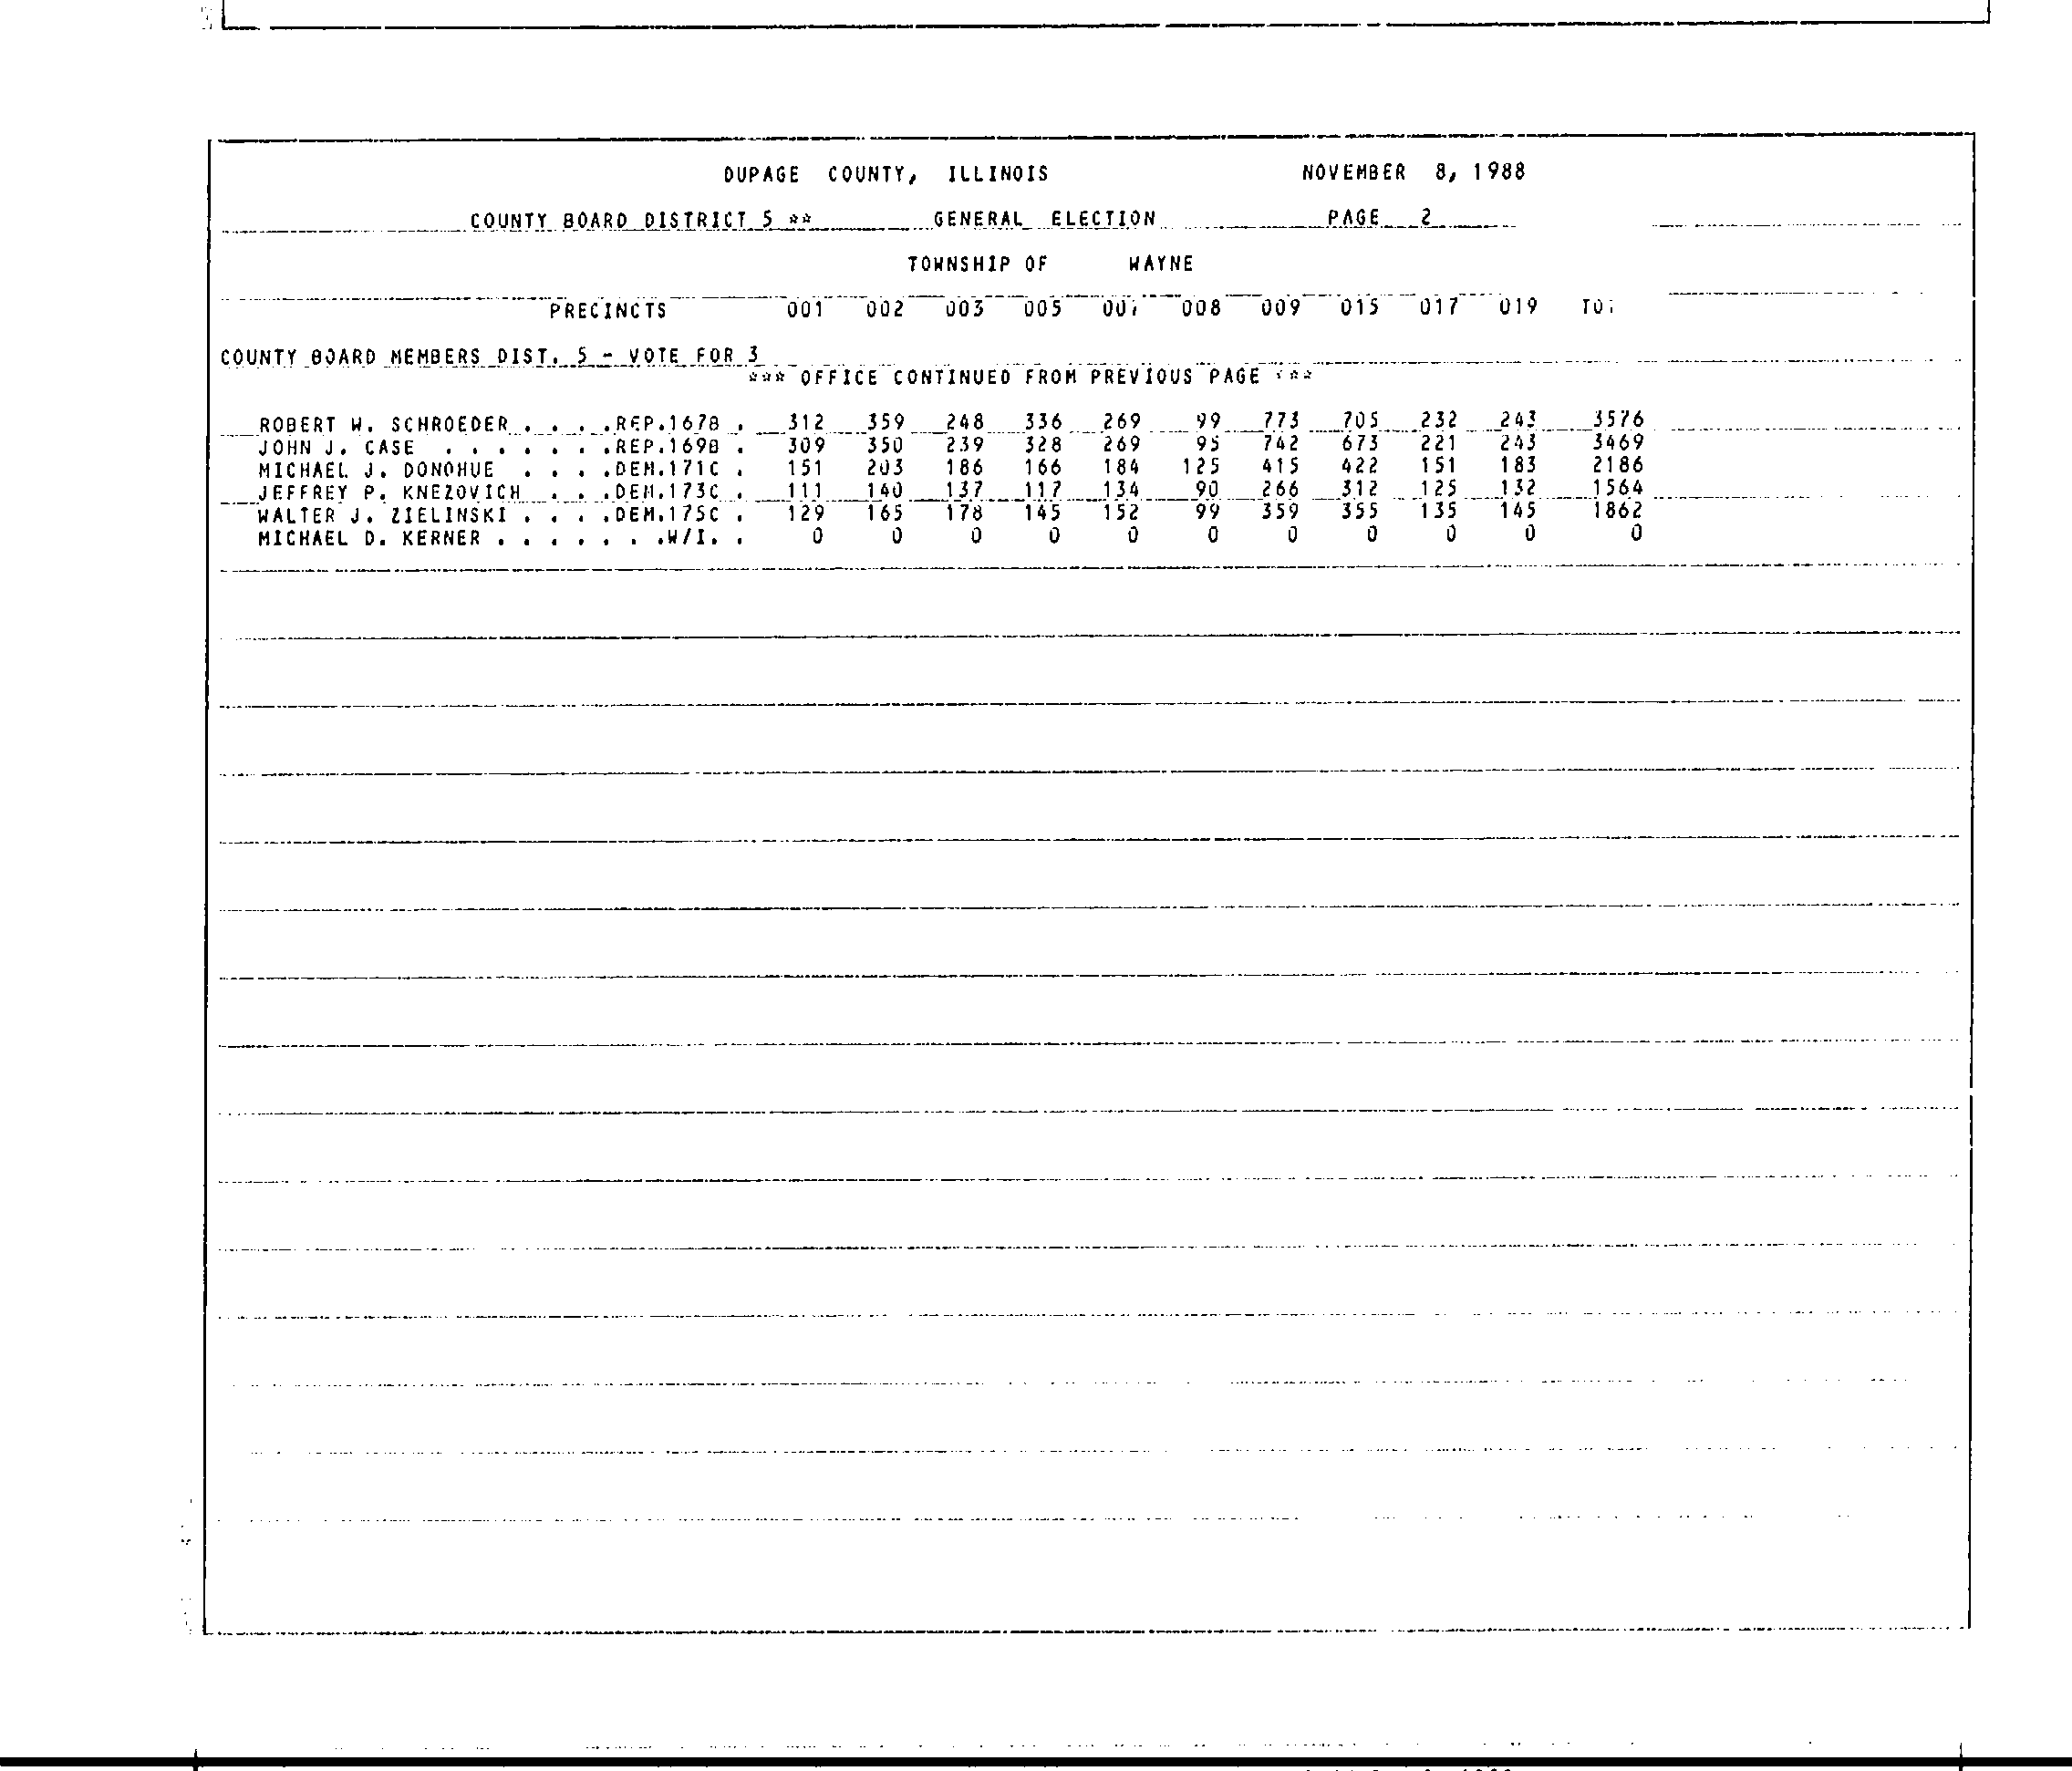 DUPAGE COUNTY, ILLINOIS NOVEMBER 8, 1988
COUNTY BOARD DISTRICT 5 ** GENERAL ELECTION PAGE 2
TOWNSHIP OF WAYNE
PRECINCTS 001 002 003 005 007 008 009 015 017 019 TOT
COUNTY BOARD MEMBERS DIST. 5 - VOTE FOR 3
*** OFFICE CONTINUED FROM PREVIOUS PAGE ***
ROBERT W. SCHROEDER . . . .REP.167B . 312 359 248 336 269 99 773 705 232 243 3576
JOHN J. CASE . . . . . . .REP.169B . 309 350 239 328 269 95 742 673 221 243 3469
MICHAEL J. DONOHUE . . . .DEM.171C . 151 203 186 166 184 125 415 422 151 183 2186
JEFFREY P. KNEZOVICH . . .DEM.173C . 111 140 137 117 134 90 266 312 125 132 1564
WALTER J. ZIELINSKI . . . .DEM.175C . 129 165 178 145 152 99 359 355 135 145 1862
MICHAEL D. KERNER . . . . . . .W/I. . 0 0 0 0 0 0 0 0 0 0 0